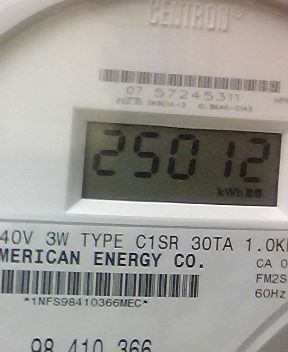 CENTRON
07 57245311
25012
kWh
40V 3W TYPE C1SR 30TA 1.0K
MERICAN ENERGY CO.
CA 0
FM2S
*1NFS98410366MEC*
60Hz
98 410 366